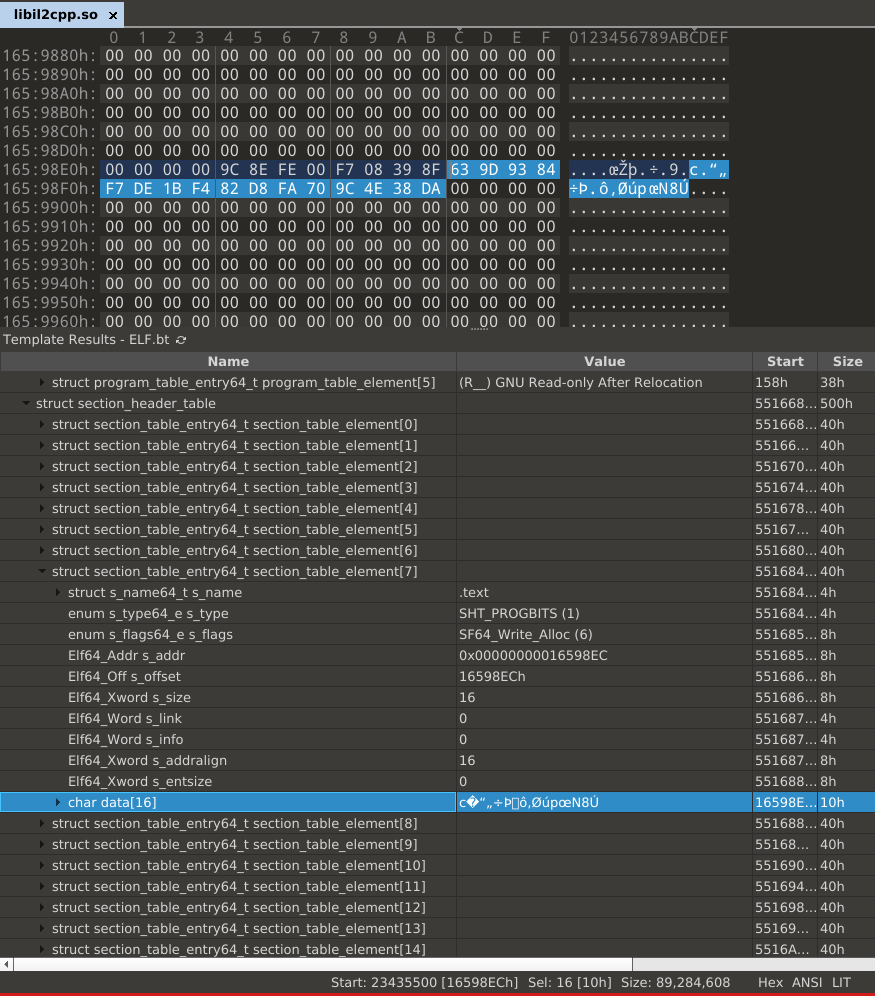 libil2cpp.so ×
0 1 2 3 4 5 6 7 8 9 A B Č D E F 0123456789ABČDEF
165:9880h: 00 00 00 00 00 00 00 00 00 00 00 00 00 00 00 00 ................
165:9890h: 00 00 00 00 00 00 00 00 00 00 00 00 00 00 00 00 ................
165:98A0h: 00 00 00 00 00 00 00 00 00 00 00 00 00 00 00 00 ................
165:98B0h: 00 00 00 00 00 00 00 00 00 00 00 00 00 00 00 00 ................
165:98C0h: 00 00 00 00 00 00 00 00 00 00 00 00 00 00 00 00 ................
165:98D0h: 00 00 00 00 00 00 00 00 00 00 00 00 00 00 00 00 ................
165:98E0h: 00 00 00 00 9C 8E FE 00 F7 08 39 8F 63 9D 93 84 ....œŽþ.÷.9.c.“„
165:98F0h: F7 DE 1B F4 82 D8 FA 70 9C 4E 38 DA 00 00 00 00 ÷Þ.ô‚ØúpœN8Ú....
165:9900h: 00 00 00 00 00 00 00 00 00 00 00 00 00 00 00 00 ................
165:9910h: 00 00 00 00 00 00 00 00 00 00 00 00 00 00 00 00 ................
165:9920h: 00 00 00 00 00 00 00 00 00 00 00 00 00 00 00 00 ................
165:9930h: 00 00 00 00 00 00 00 00 00 00 00 00 00 00 00 00 ................
165:9940h: 00 00 00 00 00 00 00 00 00 00 00 00 00 00 00 00 ................
165:9950h: 00 00 00 00 00 00 00 00 00 00 00 00 00 00 00 00 ................
165:9960h: 00 00 00 00 00 00 00 00 00 00 00 00 00 00 00 00 ................
Template Results - ELF.bt
Name Value Start Size
struct program_table_entry64_t program_table_element[5] (R__) GNU Read-only After Relocation 158h 38h
struct section_header_table 551668... 500h
struct section_table_entry64_t section_table_element[0] 551668... 40h
struct section_table_entry64_t section_table_element[1] 55166... 40h
struct section_table_entry64_t section_table_element[2] 551670... 40h
struct section_table_entry64_t section_table_element[3] 551674... 40h
struct section_table_entry64_t section_table_element[4] 551678... 40h
struct section_table_entry64_t section_table_element[5] 55167... 40h
struct section_table_entry64_t section_table_element[6] 551680... 40h
struct section_table_entry64_t section_table_element[7] 551684... 40h
struct s_name64_t s_name .text 551684... 4h
enum s_type64_e s_type SHT_PROGBITS (1) 551684... 4h
enum s_flags64_e s_flags SF64_Write_Alloc (6) 551685... 8h
Elf64_Addr s_addr 0x00000000016598EC 551685... 8h
Elf64_Off s_offset 16598ECh 551686... 8h
Elf64_Xword s_size 16 551686... 8h
Elf64_Word s_link 0 551687... 4h
Elf64_Word s_info 0 551687... 4h
Elf64_Xword s_addralign 16 551687... 8h
Elf64_Xword s_entsize 0 551688... 8h
char data[16] c�“„÷Þ▯ô‚ØúpœN8Ú 16598E... 10h
struct section_table_entry64_t section_table_element[8] 551688... 40h
struct section_table_entry64_t section_table_element[9] 55168... 40h
struct section_table_entry64_t section_table_element[10] 551690... 40h
struct section_table_entry64_t section_table_element[11] 551694... 40h
struct section_table_entry64_t section_table_element[12] 551698... 40h
struct section_table_entry64_t section_table_element[13] 55169... 40h
struct section_table_entry64_t section_table_element[14] 5516A... 40h
Start: 23435500 [16598ECh] Sel: 16 [10h] Size: 89,284,608 Hex ANSI LIT